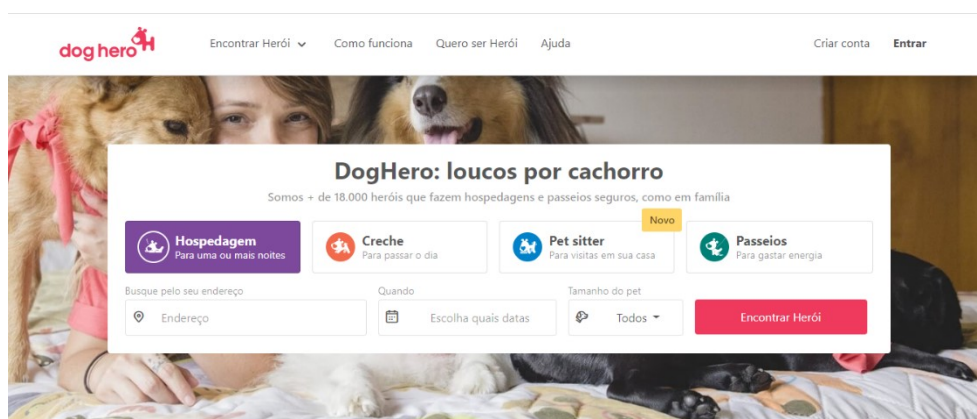 dog hero
Encontrar Herói
Como funciona
Quero ser Herói
Ajuda
Criar conta
Entrar
DogHero: loucos por cachorro
Somos + de 18.000 heróis que fazem hospedagens e passeios seguros, como em família
Novo
Hospedagem
Para uma ou mais noites
Creche
Para passar o dia
Pet sitter
Para visitas em sua casa
Passeios
Para gastar energia
Busque pelo seu endereço
Quando
Tamanho do pet
Endereço
Escolha quais datas
Todos
Encontrar Herói